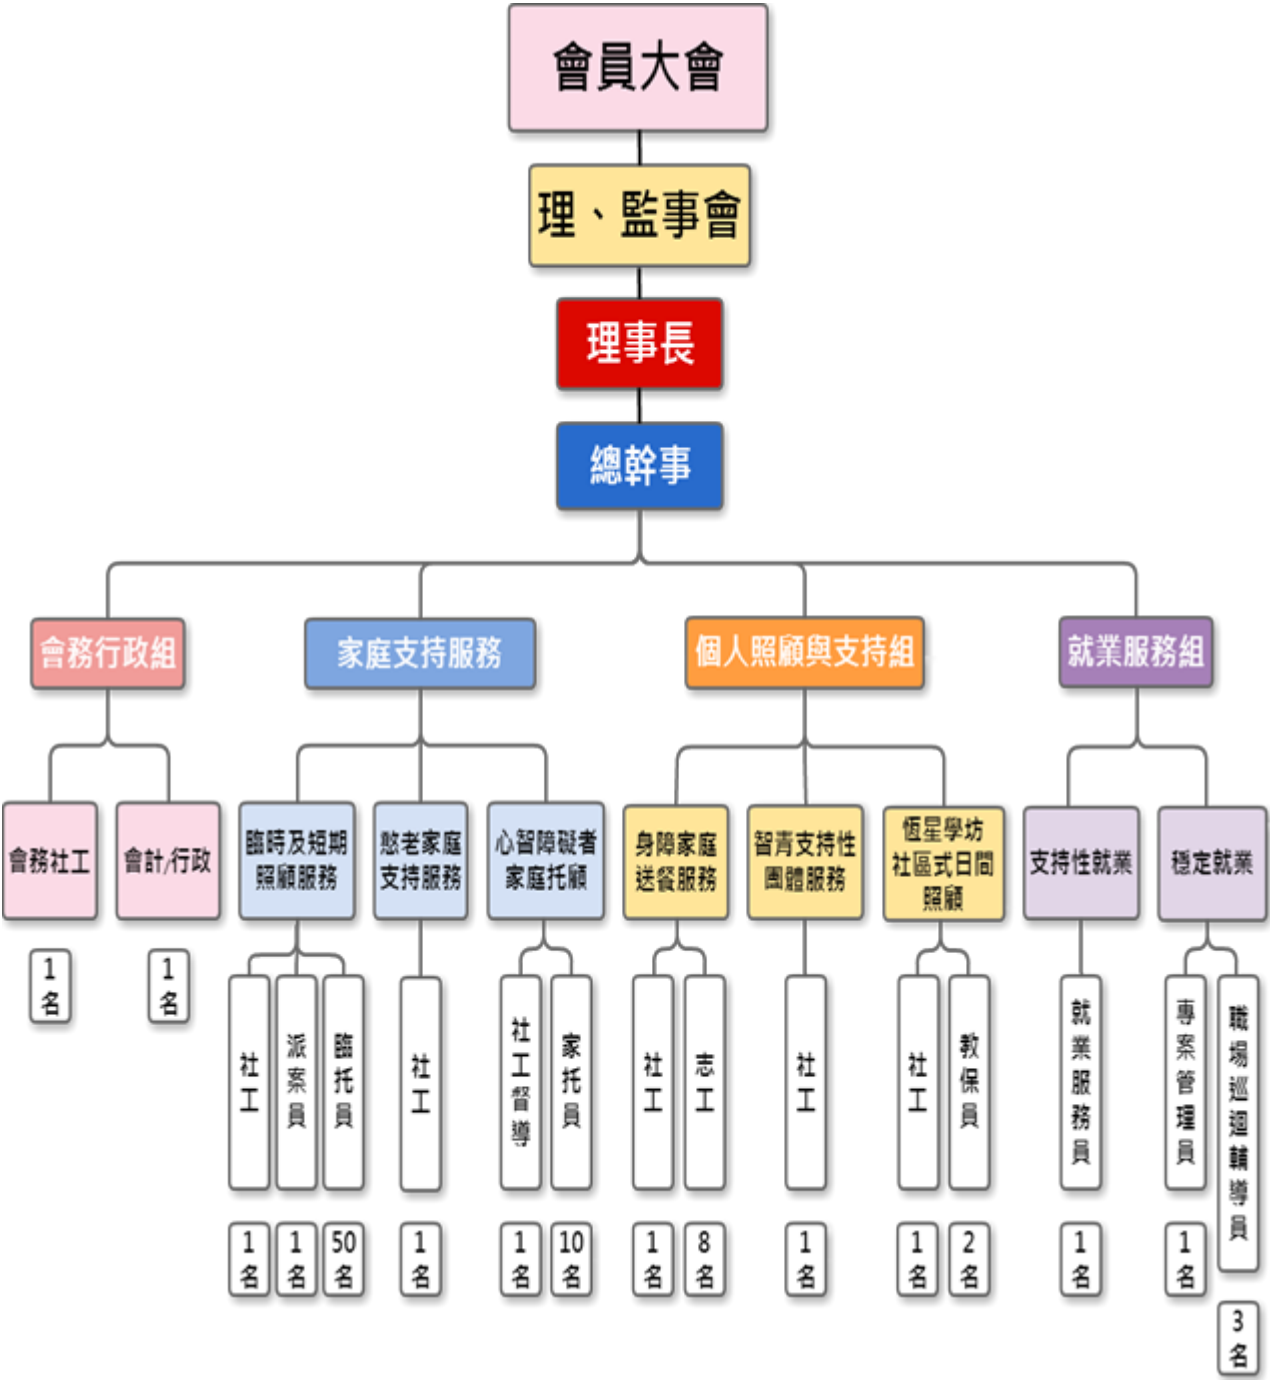 會員大會
理、監事會
理事長
總幹事
會務行政組
家庭支持服務
個人照顧與支持組
就業服務組
會務社工
會計/行政
臨時及短期
照顧服務
憨老家庭
支持服務
心智障礙者
家庭托顧
身障家庭
送餐服務
智青支持性
團體服務
恆星學坊
社區式日間
照顧
支持性就業
穩定就業
1名
1名
社工
派案員
臨托員
社工
社工督導
家托員
社工
志工
社工
社工
教保員
就業服務員
專案管理員
職場巡迴輔導員
1名
1名
50名
1名
1名
10名
1名
8名
1名
1名
2名
1名
1名
3名